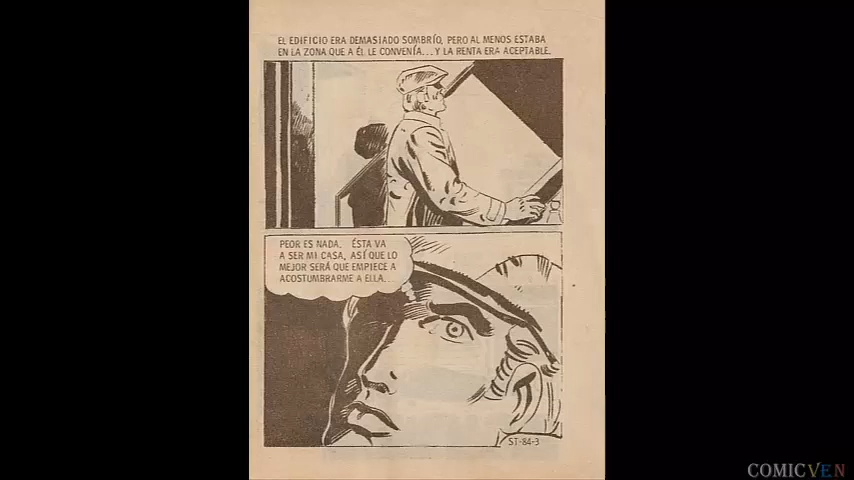 EL EDIFICIO ERA DEMASIADO SOMBRÍO, PERO AL MENOS ESTABA
EN LA ZONA QUE A ÉL LE CONVENÍA... Y LA RENTA ERA ACEPTABLE.
PEOR ES NADA. ÉSTA VA
A SER MI CASA, ASÍ QUE LO
MEJOR SERÁ QUE EMPIECE A
ACOSTUMBRARME A ELLA...
ST-84-3
COMICVEN